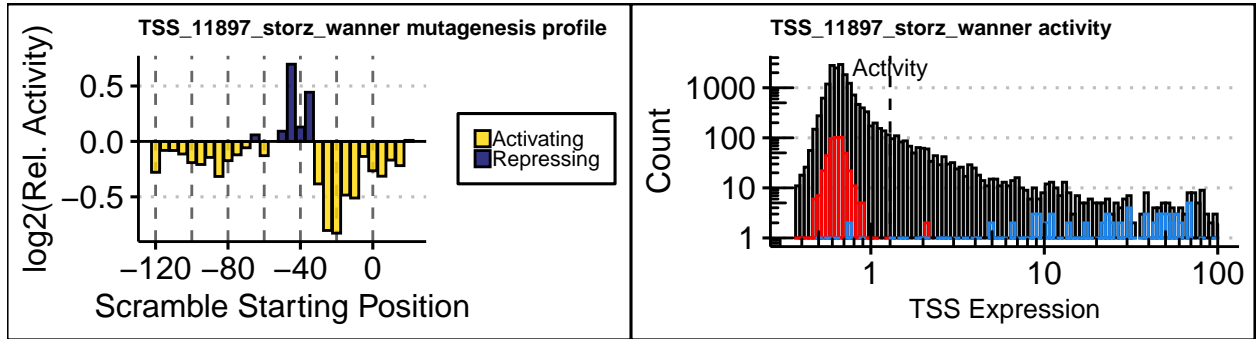 TSS_11897_storz_wanner mutagenesis profile
log2(Rel. Activity)
0.5
0.0
−0.5
−120
−80
−40
0
Scramble Starting Position
Activating
Repressing
TSS_11897_storz_wanner activity
Activity
Count
1000
100
10
1
1
10
100
TSS Expression